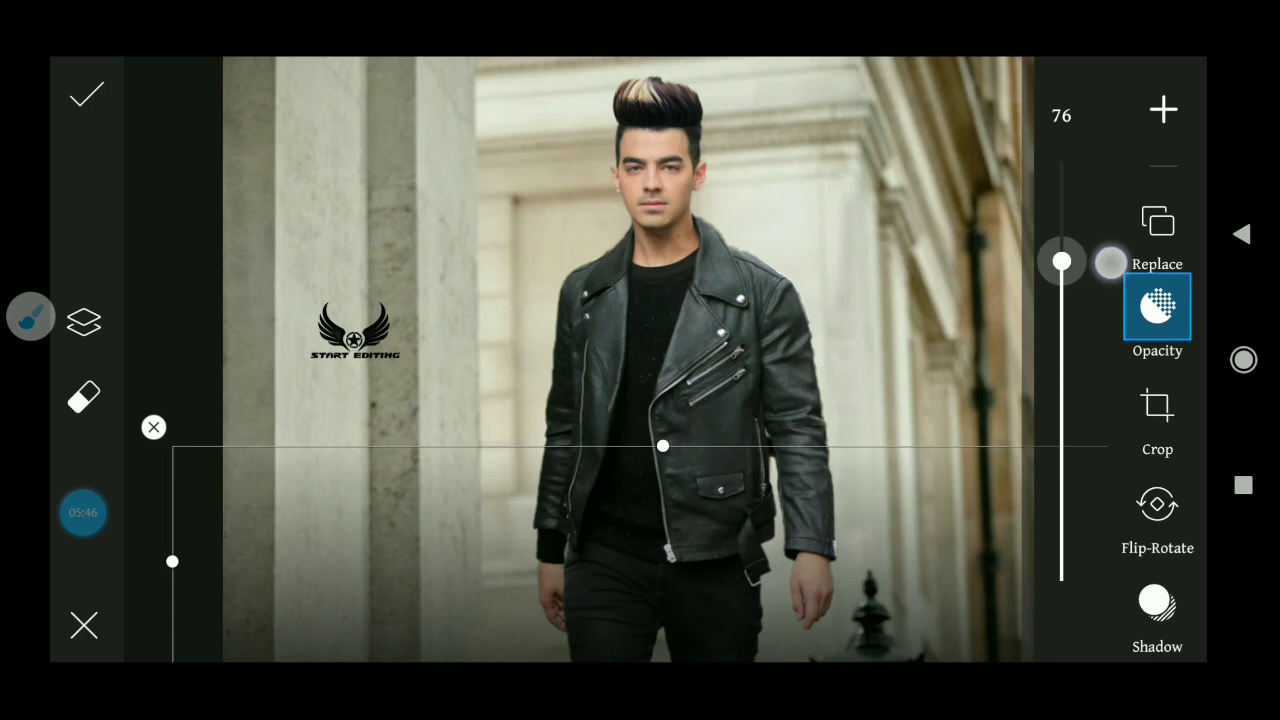 76
Replace
Opacity
START EDITING
Crop
05:46
Flip-Rotate
Shadow